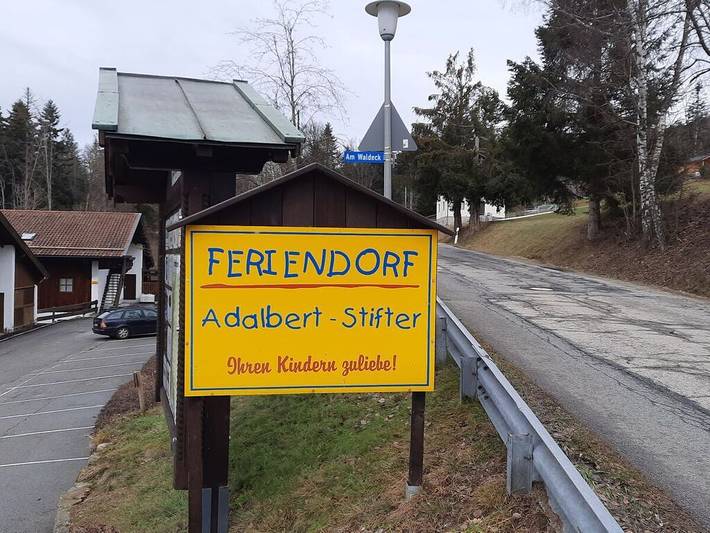 Am Waldeck
FERIENDORF
Adalbert - Stifter
Ihren Kindern zuliebe!